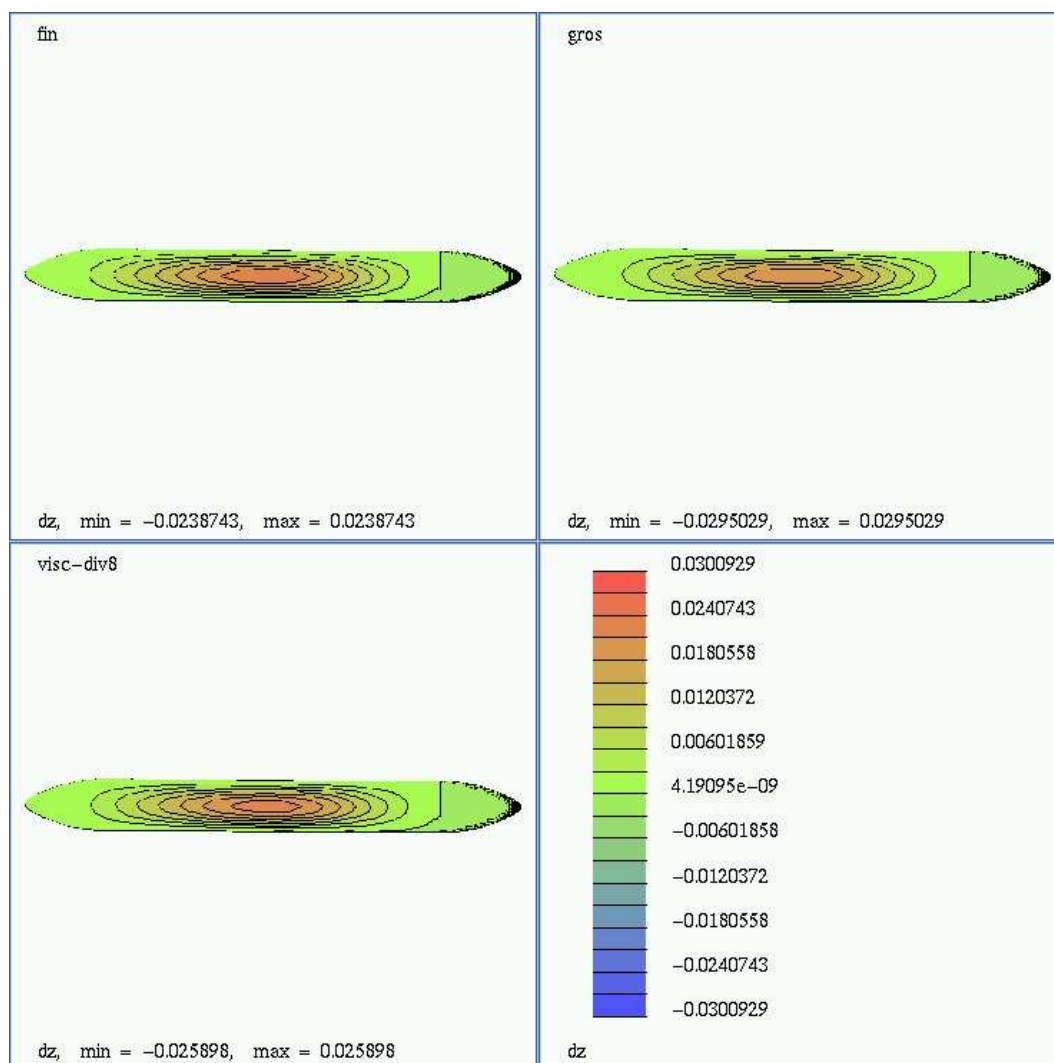 fin
gros
dz, min = −0.0238743, max = 0.0238743
dz, min = −0.0295029, max = 0.0295029
visc−div8
0.0300929
0.0240743
0.0180558
0.0120372
0.00601859
4.19095e−09
−0.00601858
−0.0120372
−0.0180558
−0.0240743
−0.0300929
dz, min = −0.025898, max = 0.025898
dz